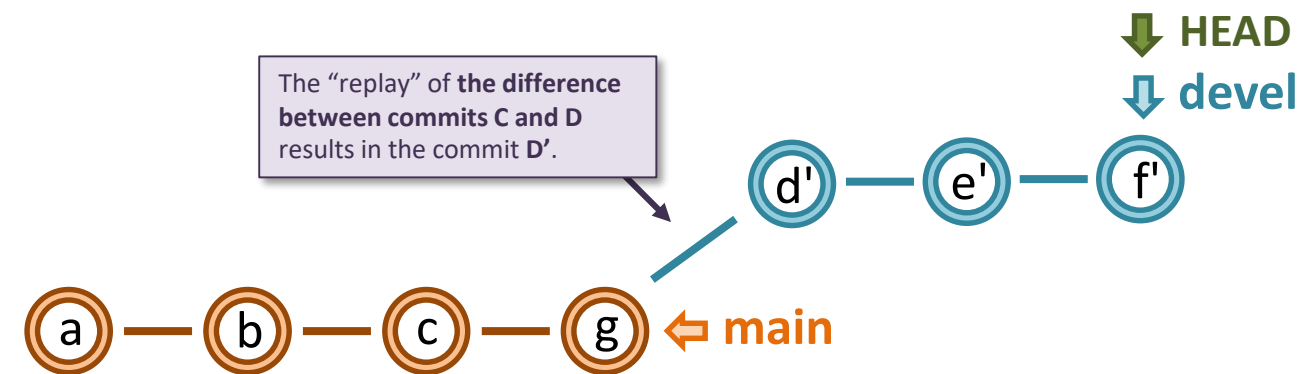 HEAD
devel
The “replay” of the difference
between commits C and D
results in the commit D’.
d'
e'
f'
a
b
c
g
main